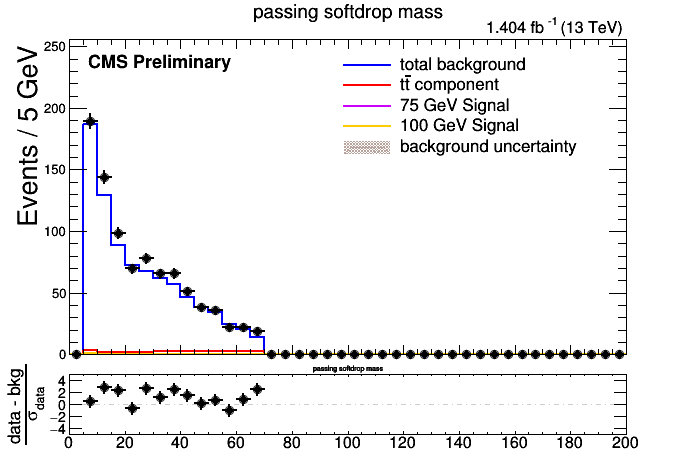 passing softdrop mass
1.404 fb⁻¹ (13 TeV)
CMS Preliminary
total background
tt̄ component
75 GeV Signal
100 GeV Signal
background uncertainty
Events / 5 GeV
250
200
150
100
50
0
passing softdrop mass
data - bkg
σ data
4
2
0
−2
−4
0 20 40 60 80 100 120 140 160 180 200